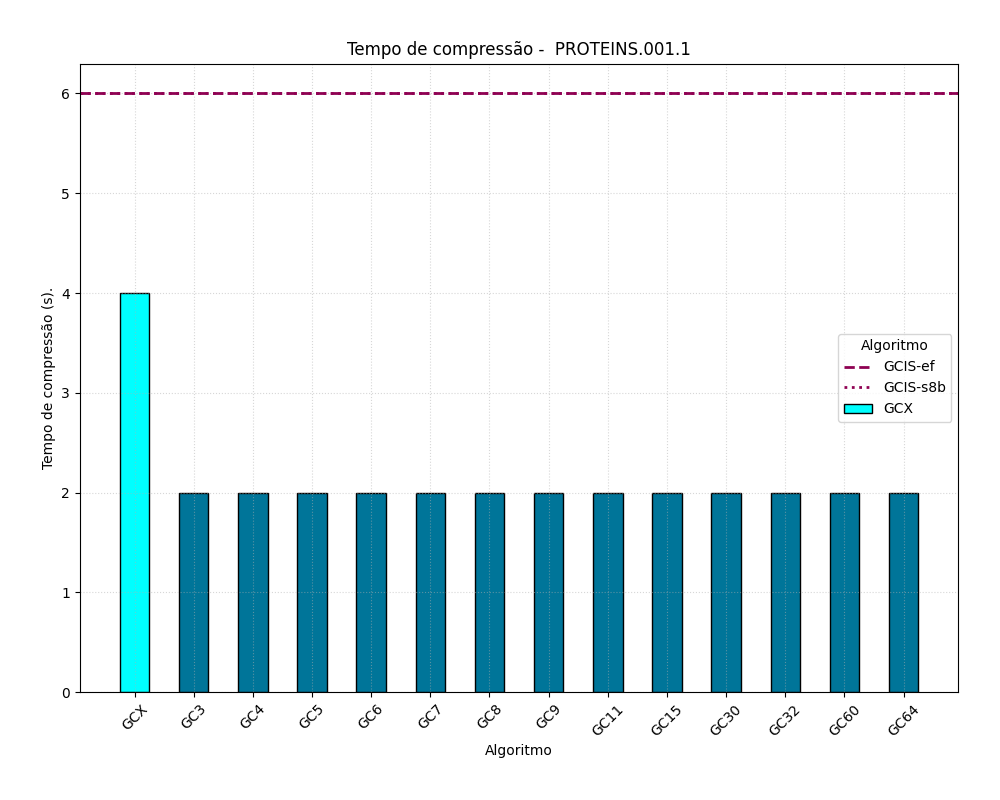 Tempo de compressão -  PROTEINS.001.1
6
5
4
3
2
1
0
Tempo de compressão (s).
Algoritmo
GCIS-ef
GCIS-s8b
GCX
GCX
GC3
GC4
GC5
GC6
GC7
GC8
GC9
GC11
GC15
GC30
GC32
GC60
GC64
Algoritmo